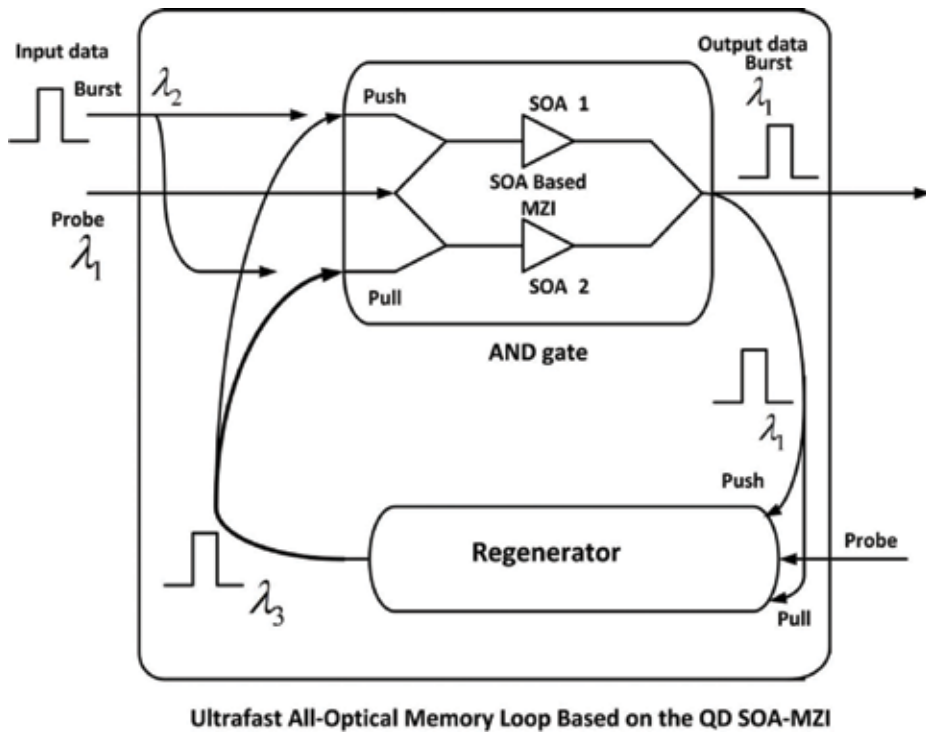 Input data
Burst
λ₂
Probe
λ₁
Push
SOA 1
SOA Based
MZI
SOA 2
Pull
AND gate
Output data
Burst
λ₁
λ₁
Push
Regenerator
Probe
Pull
λ₃
Ultrafast All-Optical Memory Loop Based on the QD SOA-MZI